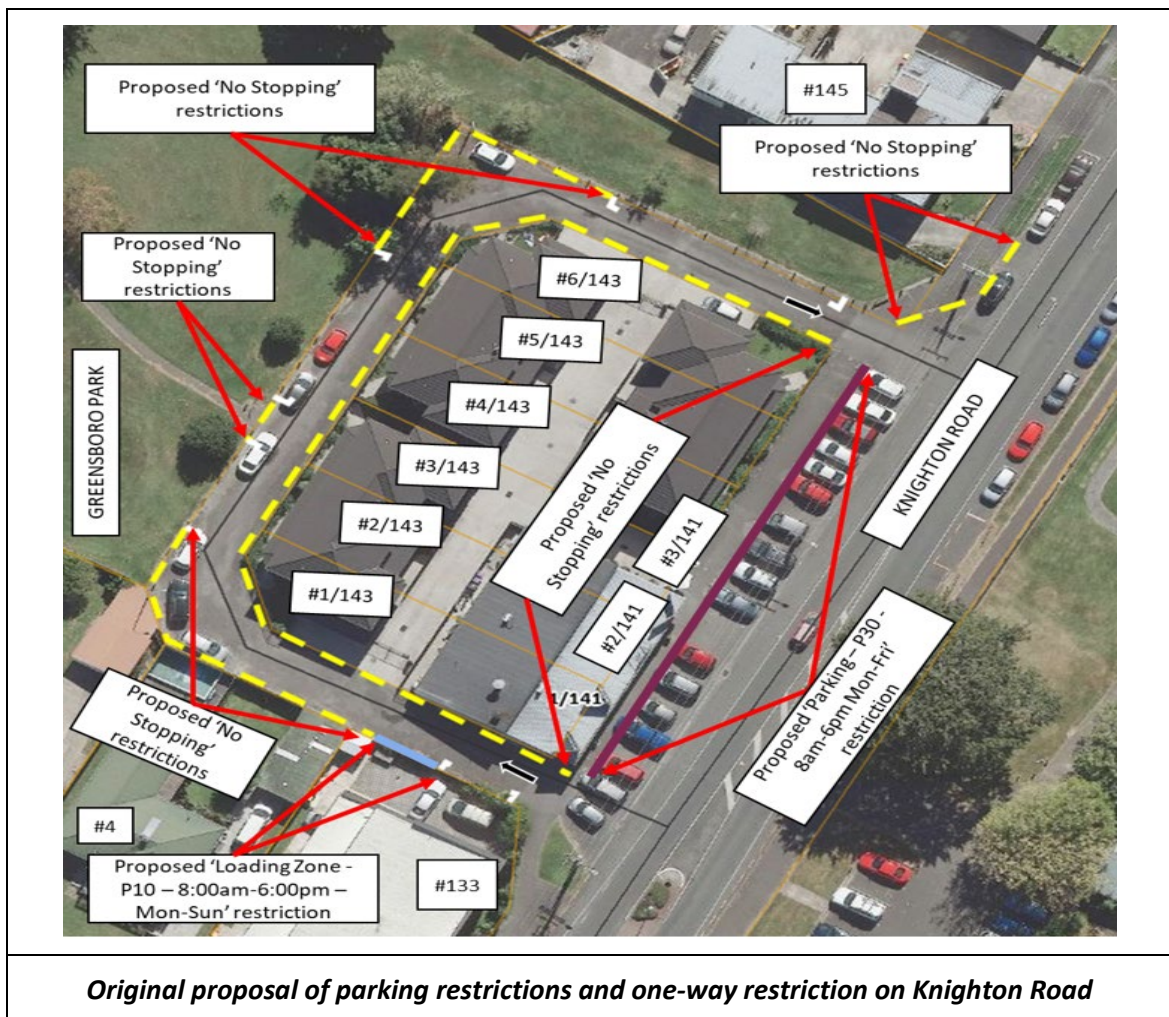 Proposed ‘No Stopping’
restrictions
#145
Proposed ‘No Stopping’
restrictions
Proposed ‘No
Stopping’
restrictions
#6/143
#5/143
#4/143
#3/143
#2/143
#1/143
GREENSBORO PARK
KNIGHTON ROAD
Proposed ‘No
Stopping’ restrictions
#3/141
#2/141
1/141
Proposed ‘Parking– P30 -
8am-6pm Mon-Fri’
restriction
Proposed ‘No
Stopping’
restrictions
#4
Proposed ‘Loading Zone -
P10 – 8:00am-6:00pm –
Mon-Sun’ restriction
#133
Original proposal of parking restrictions and one-way restriction on Knighton Road